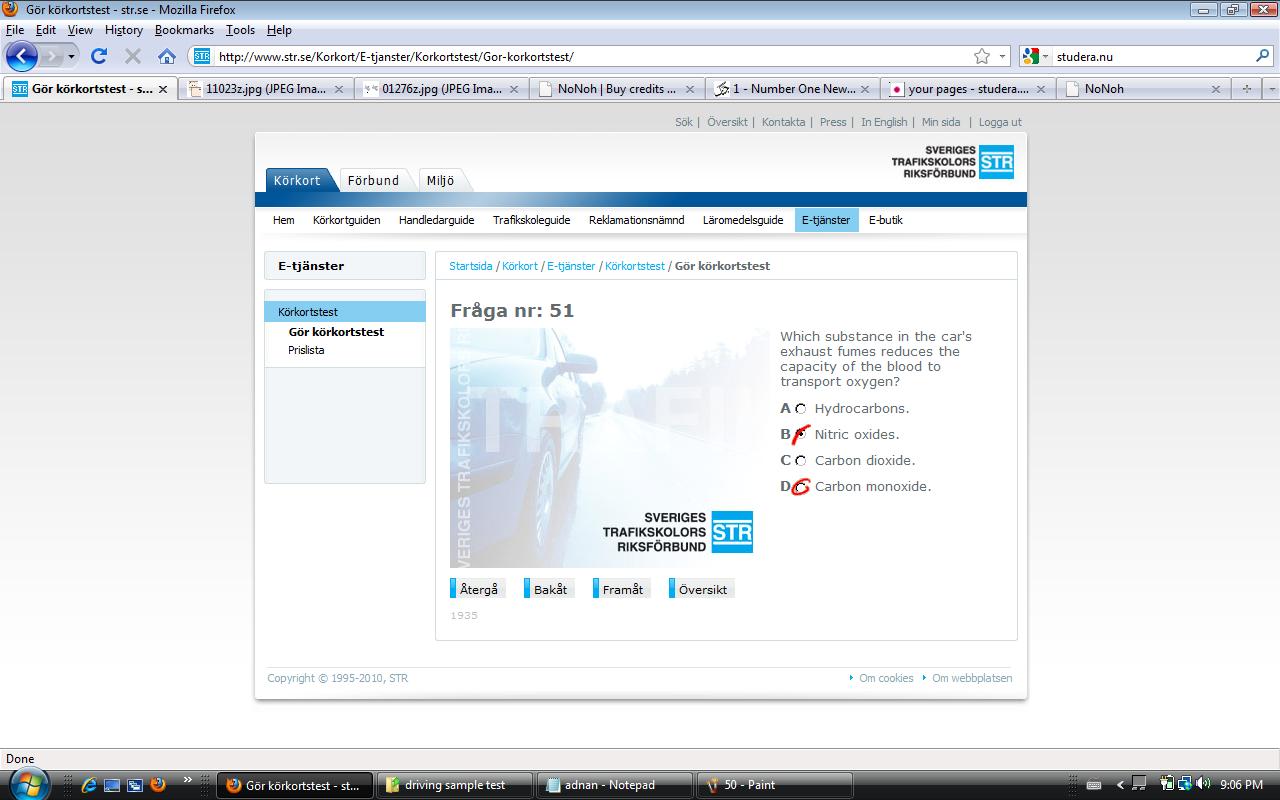 Gör körkortstest - str.se - Mozilla Firefox
File Edit View History Bookmarks Tools Help
STR http://www.str.se/Korkort/E-tjanster/Korkortstest/Gor-korkortstest/ studera.nu
STR Gör körkortstest - s... 11023z.jpg (JPEG Ima... 01276z.jpg (JPEG Ima... NoNoh | Buy credits ... 1 - Number One New... your pages - studera.... NoNoh
Sök | Översikt | Kontakta | Press | In English | Min sida | Logga ut
SVERIGES
TRAFIKSKOLORS STR
RIKSFÖRBUND
Körkort Förbund Miljö
Hem Körkortguiden Handledarguide Trafikskoleguide Reklamationsnämnd Läromedelsguide E-tjänster E-butik
E-tjänster
Körkortstest
Gör körkortstest
Prislista
Startsida / Körkort / E-tjänster / Körkortstest / Gör körkortstest
Fråga nr: 51
VERIGES TRAFIKSKOLORS R
TRAFI
SVERIGES
TRAFIKSKOLORS STR
RIKSFÖRBUND
Which substance in the car's
exhaust fumes reduces the
capacity of the blood to
transport oxygen?
A Hydrocarbons.
B Nitric oxides.
C Carbon dioxide.
D Carbon monoxide.
Återgå Bakåt Framåt Översikt
1935
Copyright © 1995-2010, STR Om cookies Om webbplatsen
Done
Gör körkortstest - st... driving sample test adnan - Notepad 50 - Paint 9:06 PM